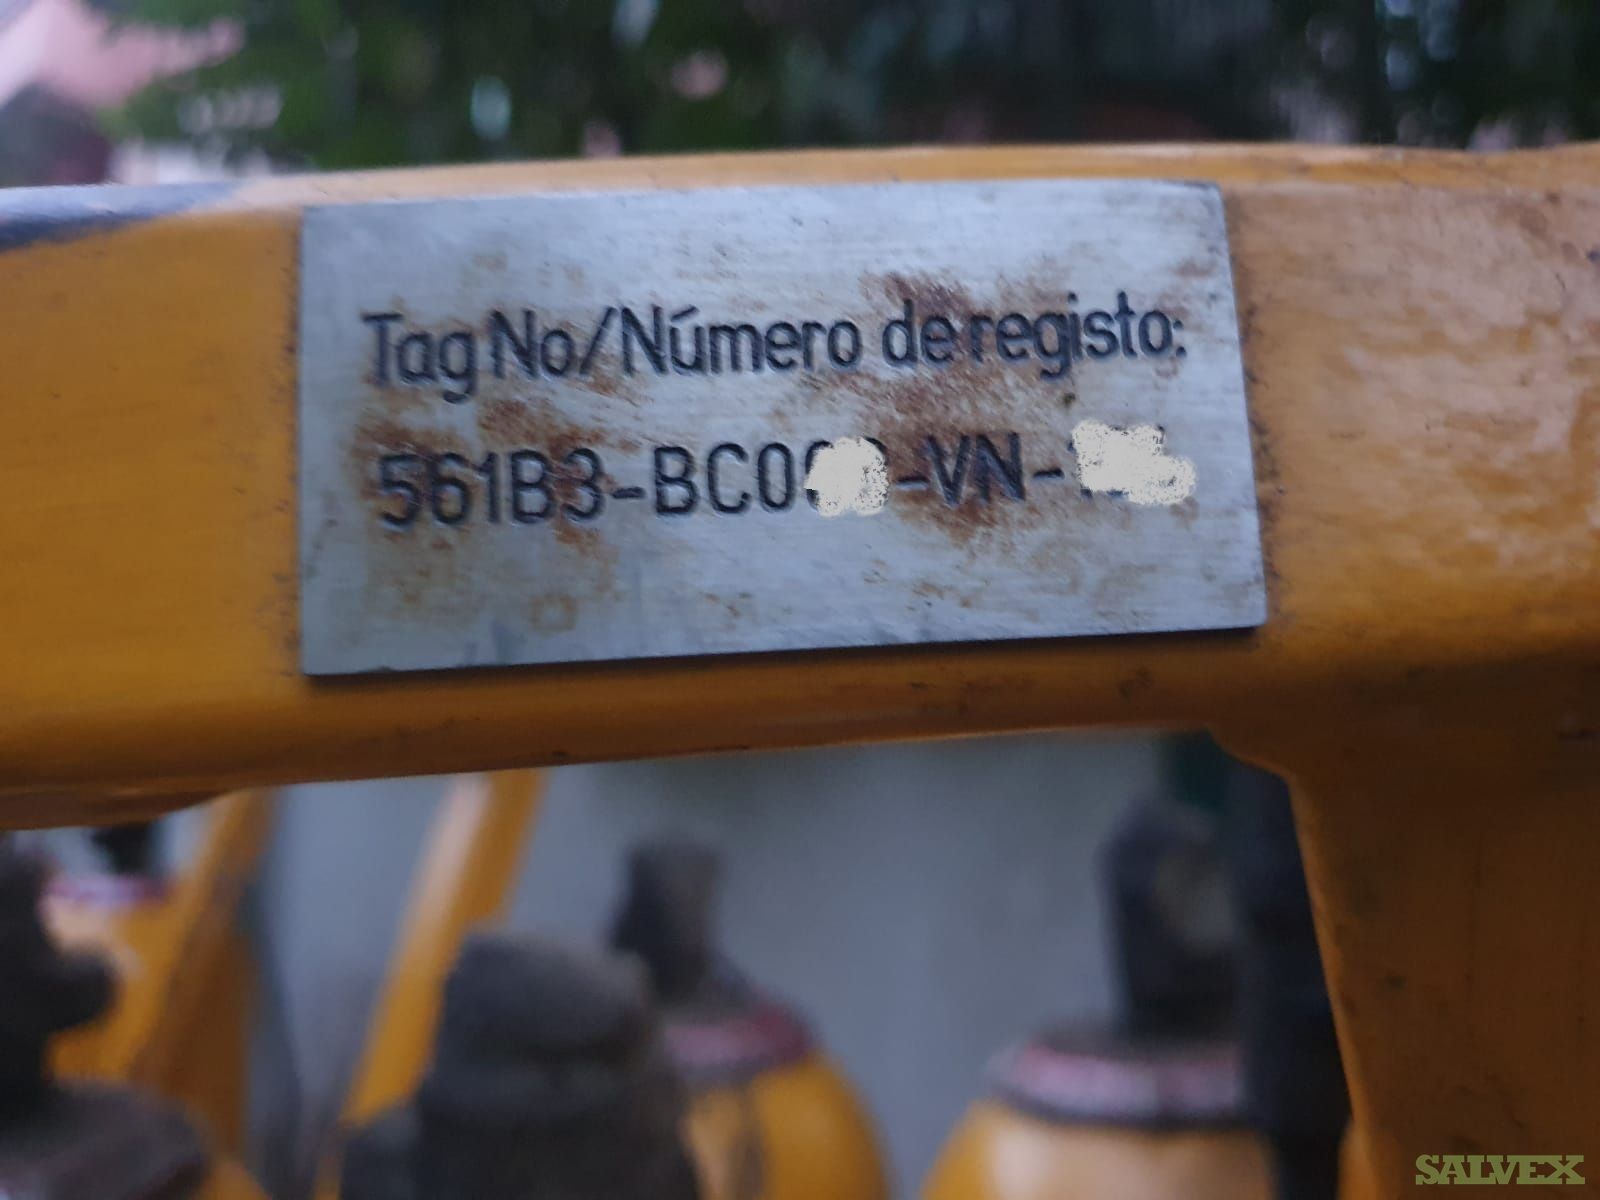 Tag No/Número de registo:
561B3-BC0 -VN-
SALVEX